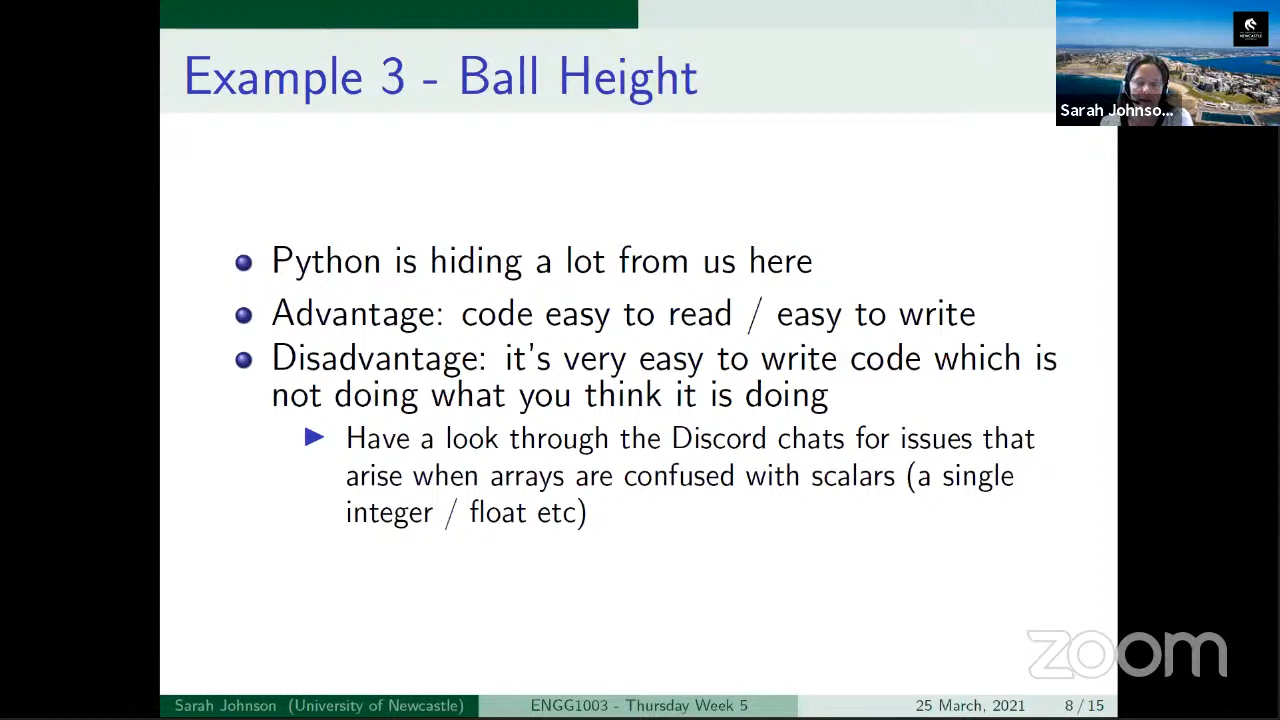 Example 3 - Ball Height
Sarah Johnso...
Python is hiding a lot from us here
Advantage: code easy to read / easy to write
Disadvantage: it's very easy to write code which is
not doing what you think it is doing
Have a look through the Discord chats for issues that
arise when arrays are confused with scalars (a single
integer / float etc)
zoom
Sarah Johnson (University of Newcastle)
ENGG1003 - Thursday Week 5
25 March, 2021
8 / 15